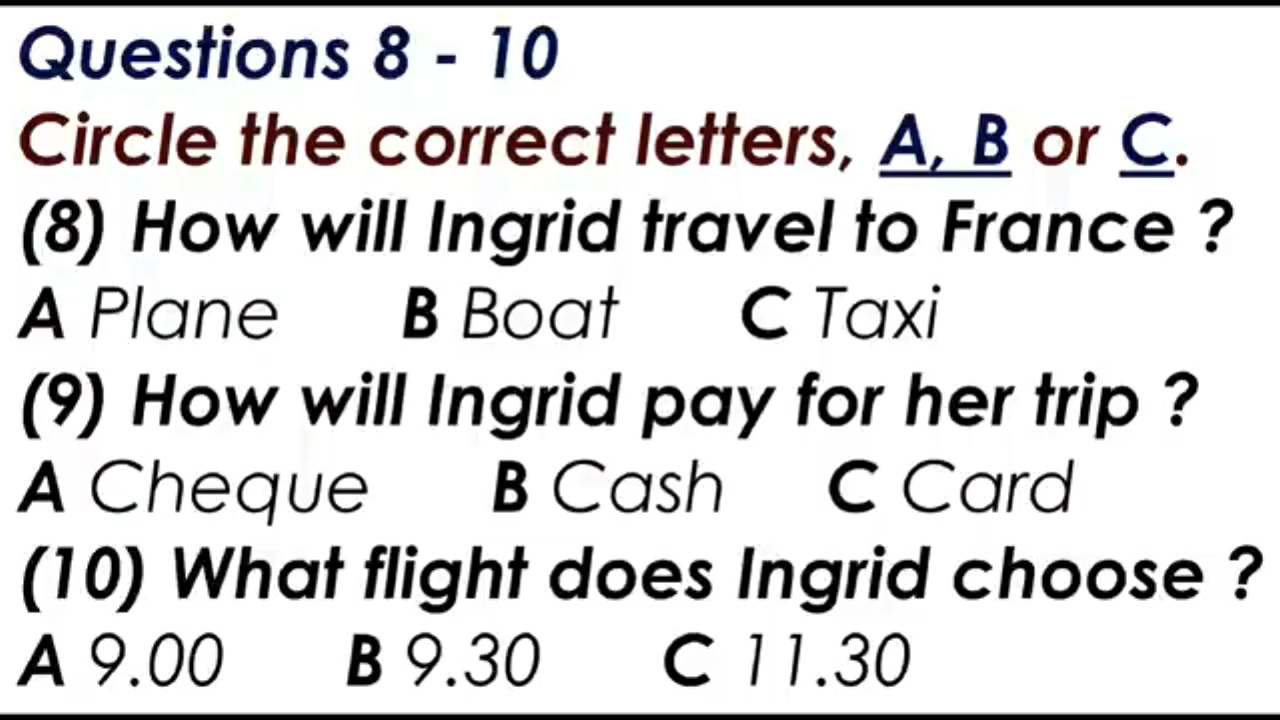 Questions 8 - 10
Circle the correct letters, A, B or C.
(8) How will Ingrid travel to France ?
A Plane B Boat C Taxi
(9) How will Ingrid pay for her trip ?
A Cheque B Cash C Card
(10) What flight does Ingrid choose ?
A 9.00 B 9.30 C 11.30